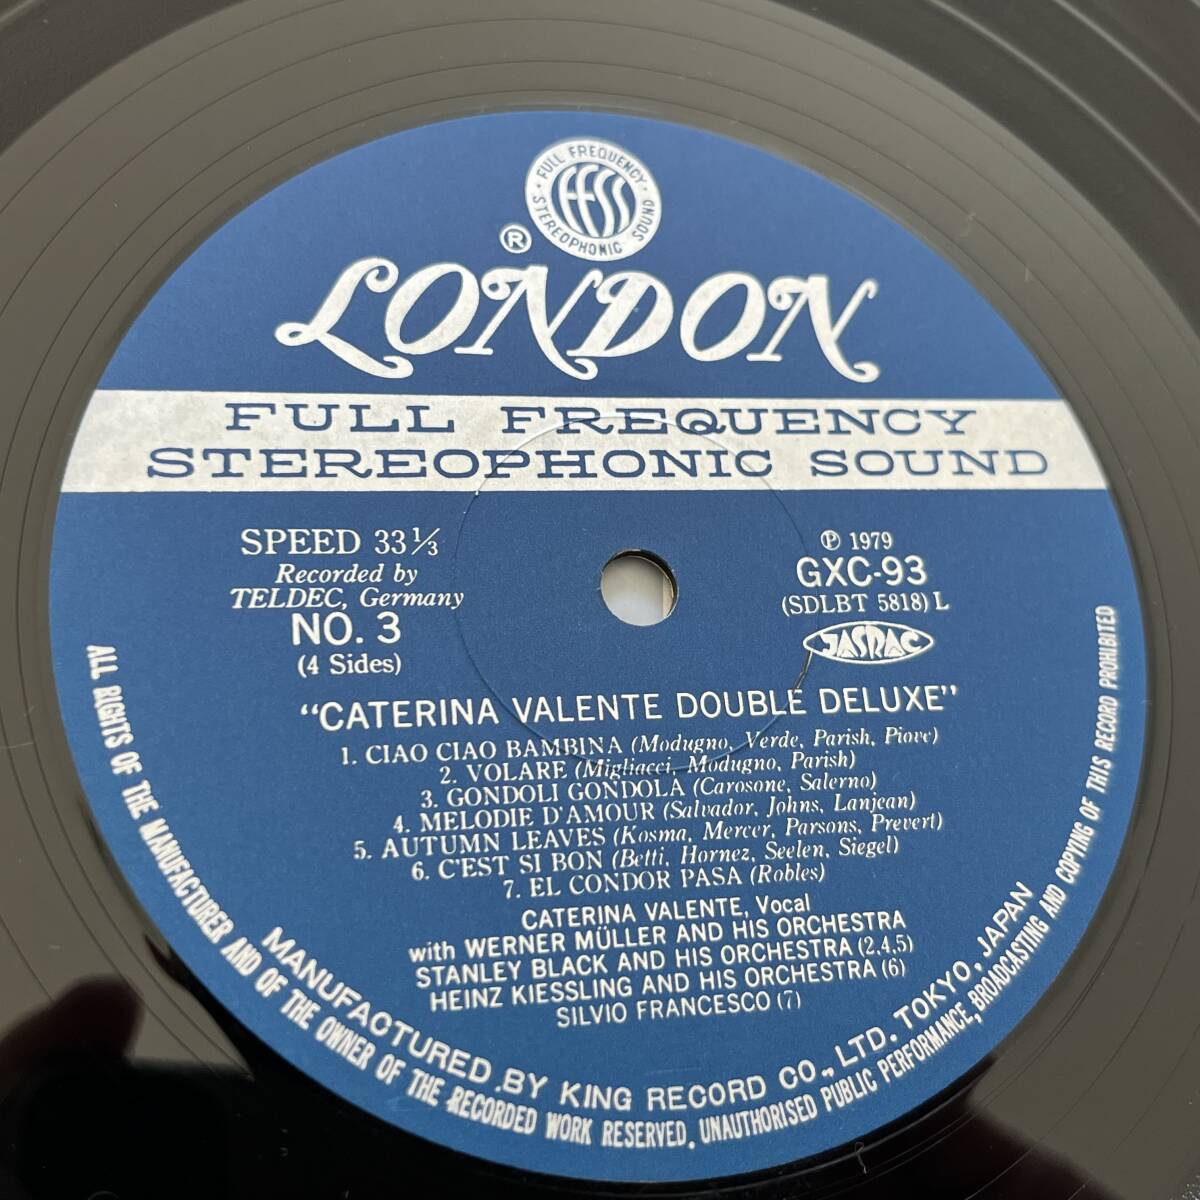 FULL FREQUENCY
FFSS
STEREOPHONIC SOUND
®
LONDON
FULL FREQUENCY
STEREOPHONIC SOUND
SPEED 33⅓
Recorded by
TELDEC, Germany
NO. 3
(4 Sides)
℗ 1979
GXC-93
(SDLBT 5818) L
JASRAC
"CATERINA VALENTE DOUBLE DELUXE"
1. CIAO CIAO BAMBINA (Modugno, Verde, Parish, Piove)
2. VOLARE (Migliacci, Modugno, Parish)
3. GONDOLI GONDOLA (Carosone, Salerno)
4. MELODIE D'AMOUR (Salvador, Johns, Lanjean)
5. AUTUMN LEAVES (Kosma, Mercer, Parsons, Prevert)
6. C'EST SI BON (Betti, Hornez, Seelen, Siegel)
7. EL CONDOR PASA (Robles)
CATERINA VALENTE, Vocal
with WERNER MÜLLER AND HIS ORCHESTRA
STANLEY BLACK AND HIS ORCHESTRA (2.4.5)
HEINZ KIESSLING AND HIS ORCHESTRA (6)
SILVIO FRANCESCO (7)
MANUFACTURED BY KING RECORD CO., LTD. TOKYO, JAPAN
ALL RIGHTS OF THE MANUFACTURER AND OF THE OWNER OF THE RECORDED WORK RESERVED. UNAUTHORISED PUBLIC PERFORMANCE, BROADCASTING AND COPYING OF THIS RECORD PROHIBITED